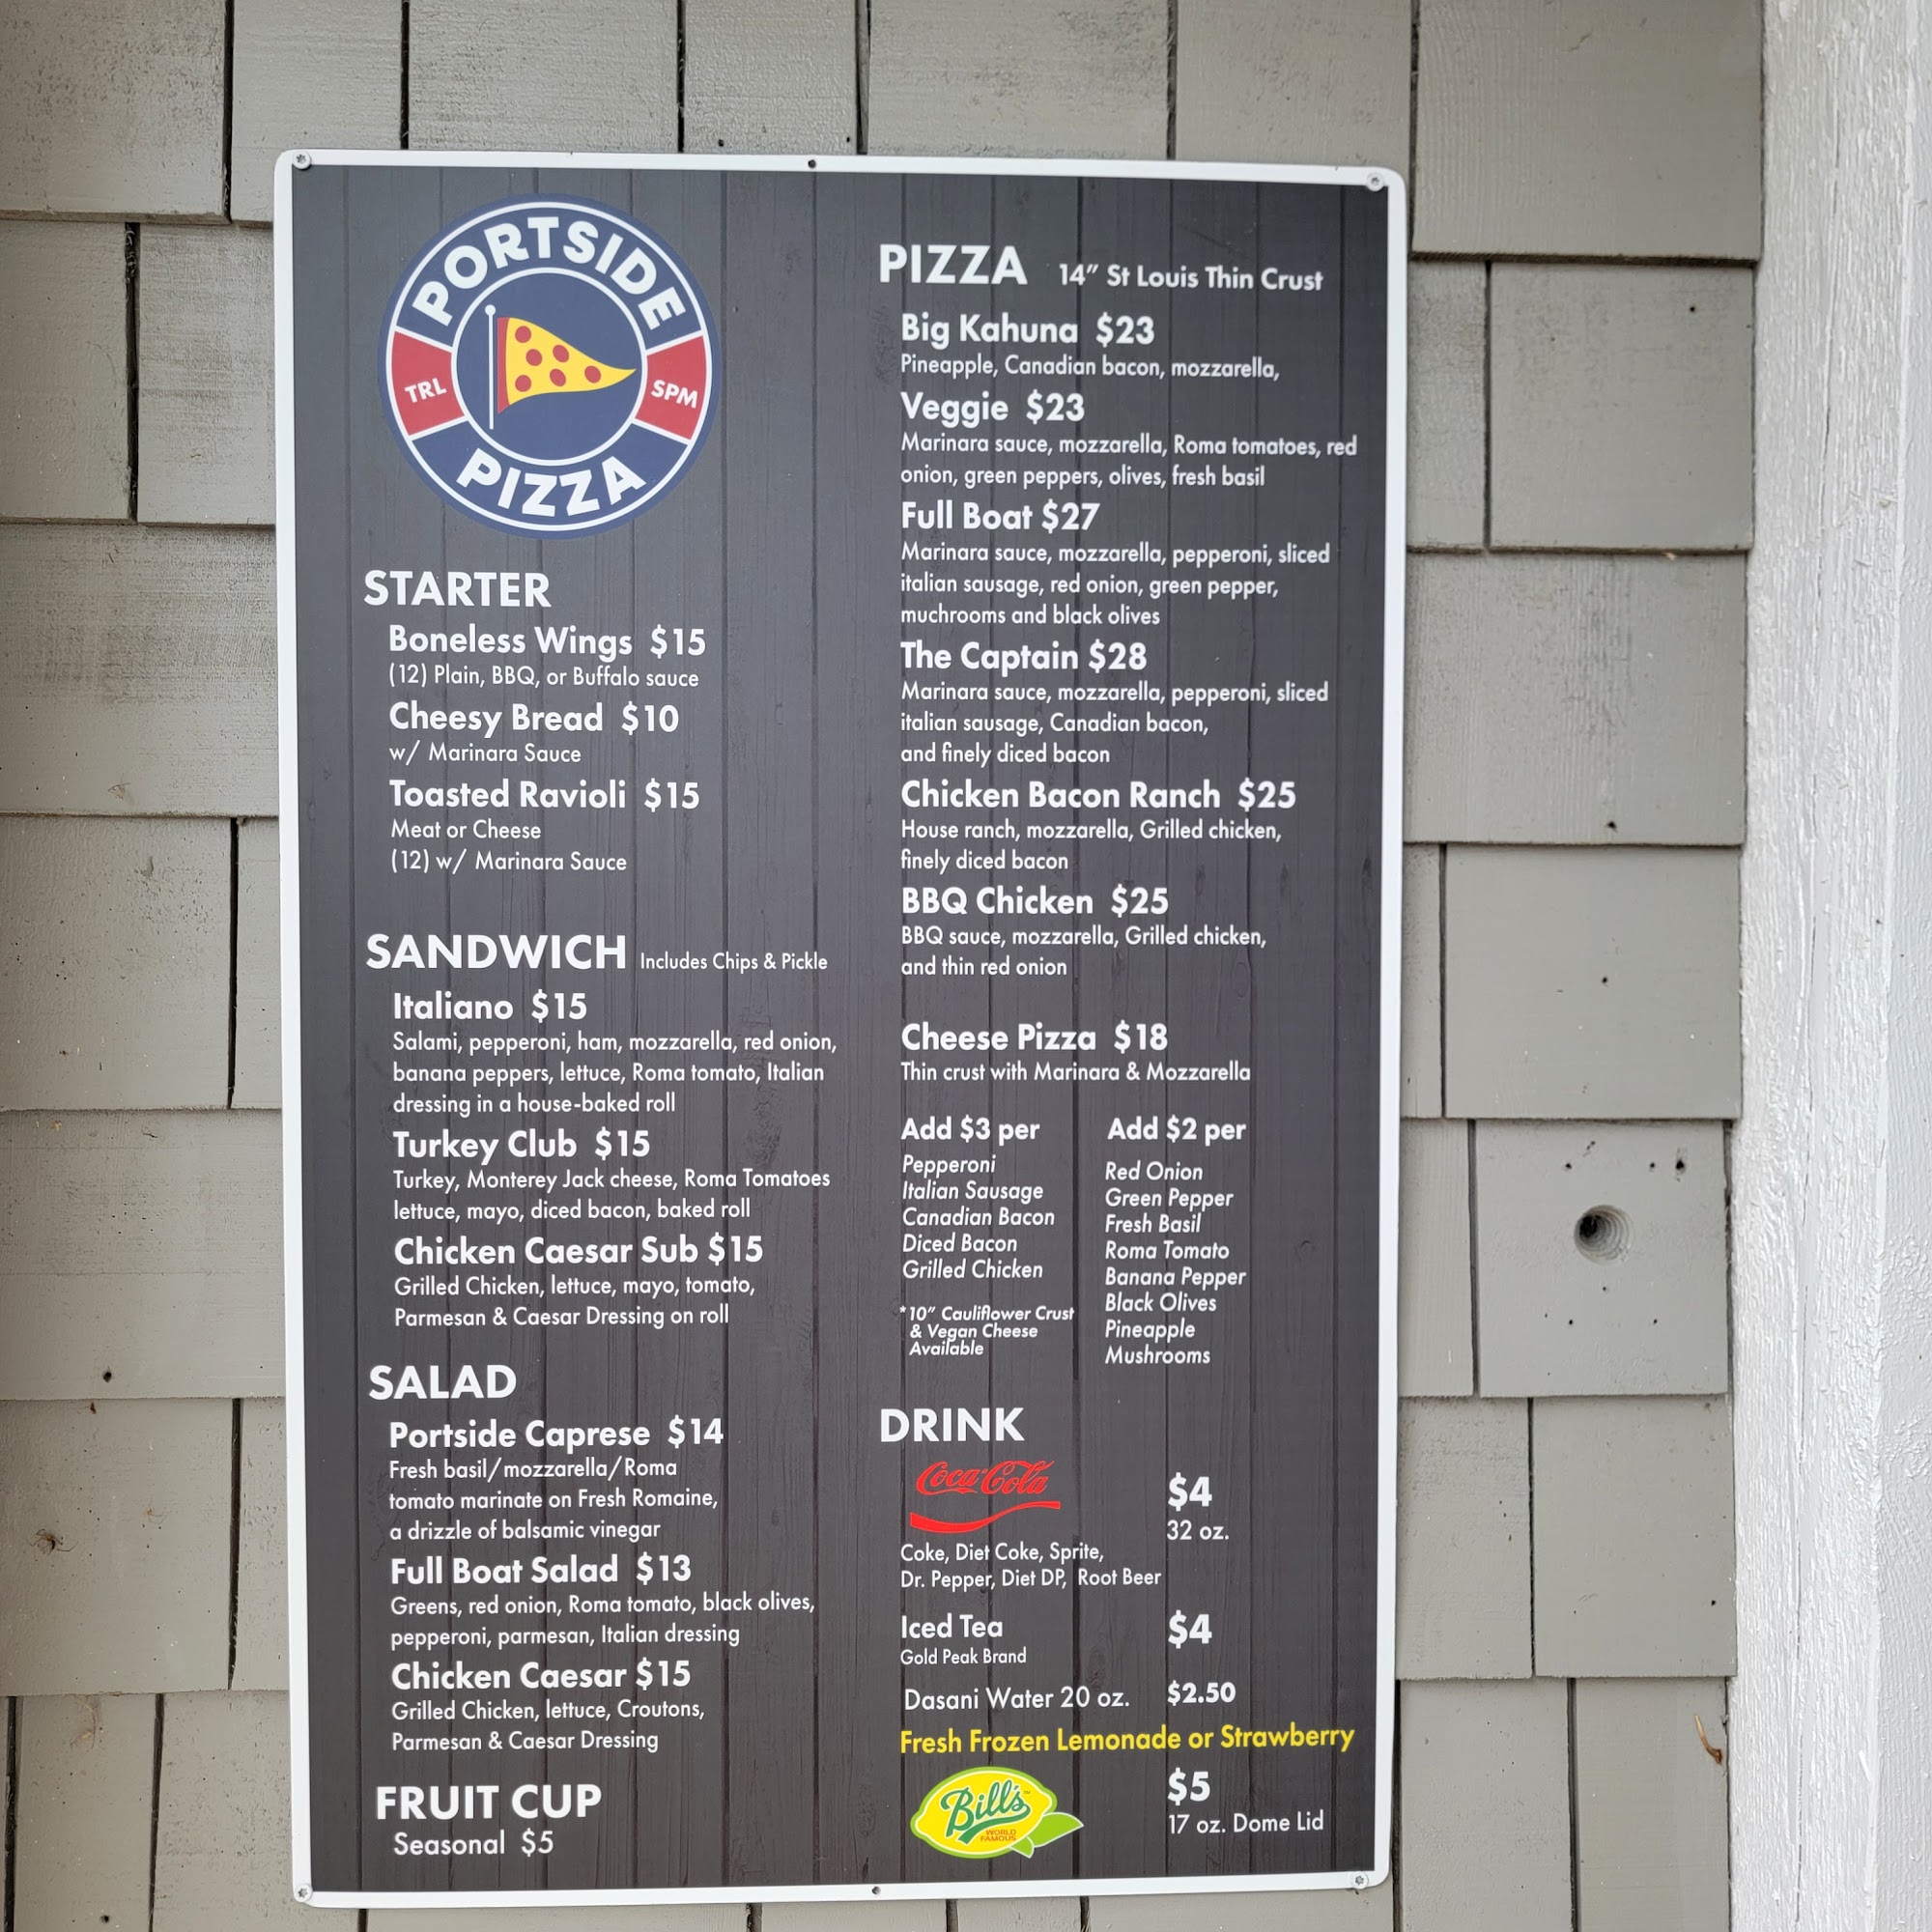 PORTSIDE
TRL
SPM
PIZZA
STARTER
Boneless Wings $15
(12) Plain, BBQ, or Buffalo sauce
Cheesy Bread $10
w/ Marinara Sauce
Toasted Ravioli $15
Meat or Cheese
(12) w/ Marinara Sauce
SANDWICH Includes Chips & Pickle
Italiano $15
Salami, pepperoni, ham, mozzarella, red onion,
banana peppers, lettuce, Roma tomato, Italian
dressing in a house-baked roll
Turkey Club $15
Turkey, Monterey Jack cheese, Roma Tomatoes
lettuce, mayo, diced bacon, baked roll
Chicken Caesar Sub $15
Grilled Chicken, lettuce, mayo, tomato,
Parmesan & Caesar Dressing on roll
SALAD
Portside Caprese $14
Fresh basil/mozzarella/Roma
tomato marinate on Fresh Romaine,
a drizzle of balsamic vinegar
Full Boat Salad $13
Greens, red onion, Roma tomato, black olives,
pepperoni, parmesan, Italian dressing
Chicken Caesar $15
Grilled Chicken, lettuce, Croutons,
Parmesan & Caesar Dressing
FRUIT CUP
Seasonal $5
PIZZA 14" St Louis Thin Crust
Big Kahuna $23
Pineapple, Canadian bacon, mozzarella,
Veggie $23
Marinara sauce, mozzarella, Roma tomatoes, red
onion, green peppers, olives, fresh basil
Full Boat $27
Marinara sauce, mozzarella, pepperoni, sliced
italian sausage, red onion, green pepper,
muchrooms and black olives
The Captain $28
Marinara sauce, mozzarella, pepperoni, sliced
italian sausage, Canadian bacon,
and finely diced bacon
Chicken Bacon Ranch $25
House ranch, mozzarella, Grilled chicken,
finely diced bacon
BBQ Chicken $25
BBQ sauce, mozzarella, Grilled chicken,
and thin red onion
Cheese Pizza $18
Thin crust with Marinara & Mozzarella
Add $3 per
Pepperoni
Italian Sausage
Canadian Bacon
Diced Bacon
Grilled Chicken
*10" Cauliflower Crust
& Vegan Cheese
Available
Add $2 per
Red Onion
Green Pepper
Fresh Basil
Roma Tomato
Banana Pepper
Black Olives
Pineapple
Mushrooms
DRINK
Coca-Cola $4
32 oz.
Coke, Diet Coke, Sprite,
Dr. Pepper, Diet DP, Root Beer
Iced Tea $4
Gold Peak Brand
Dasani Water 20 oz. $2.50
Fresh Frozen Lemonade or Strawberry
Bill's
WORLD
FAMOUS
$5
17 oz. Dome Lid